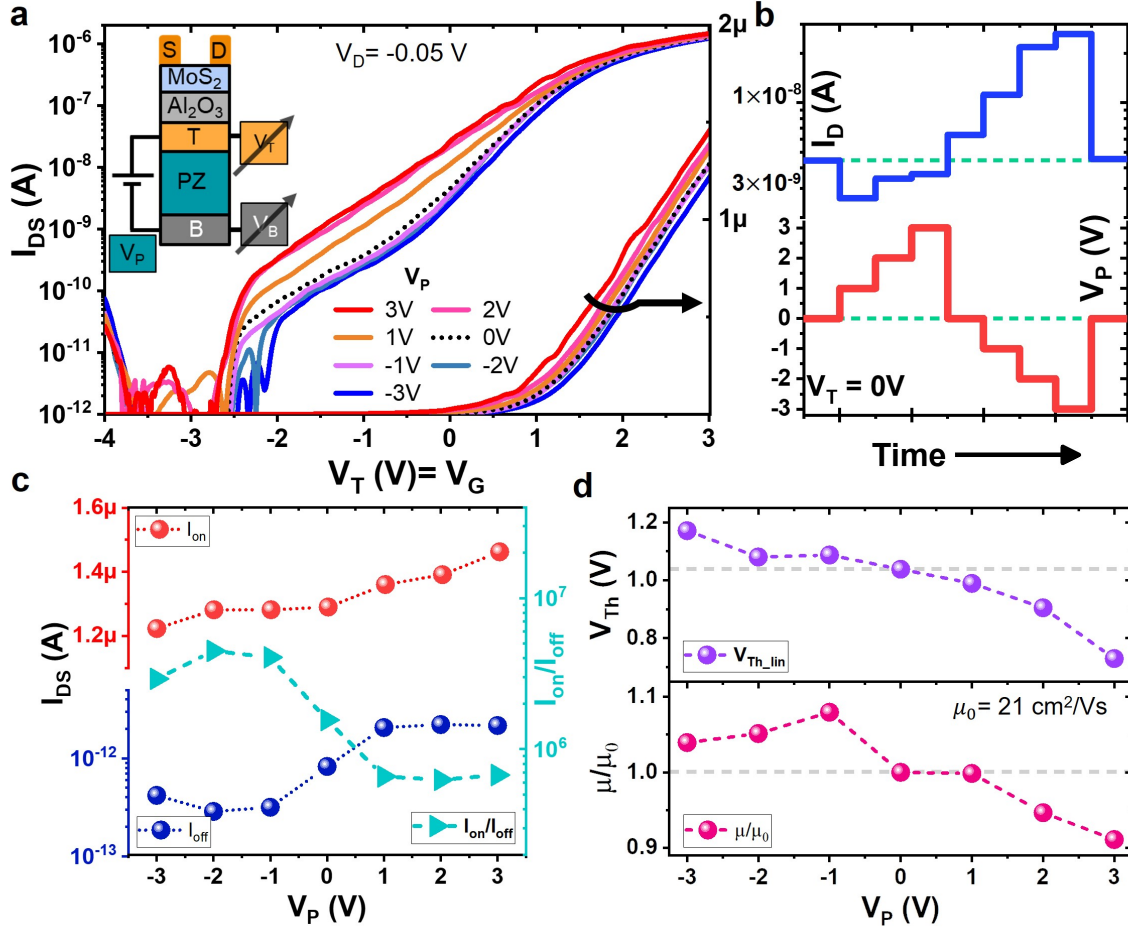 a
V_D= -0.05 V
S D
MoS₂
Al₂O₃
T
V_T
PZ
B
V_B
V_P
10⁻⁶
10⁻⁷
10⁻⁸
10⁻⁹
10⁻¹⁰
10⁻¹¹
10⁻¹²
I_DS (A)
2μ
1μ
V_P
3V 2V
1V 0V
-1V -2V
-3V
-4 -3 -2 -1 0 1 2 3
V_T (V)= V_G
b
I_D (A)
1×10⁻⁸
3×10⁻⁹
3
2
1
0
-1
-2
-3
V_P (V)
V_T = 0V
Time
c
1.6μ
1.4μ
1.2μ
10⁻¹²
10⁻¹³
I_DS (A)
I_on
I_off
I_on/I_off
10⁷
10⁶
I_on/I_off
-3 -2 -1 0 1 2 3
V_P (V)
d
1.2
1.0
0.8
V_Th (V)
V_Th_lin
1.1
1.0
0.9
μ/μ₀
μ₀= 21 cm²/Vs
μ/μ₀
-3 -2 -1 0 1 2 3
V_P (V)